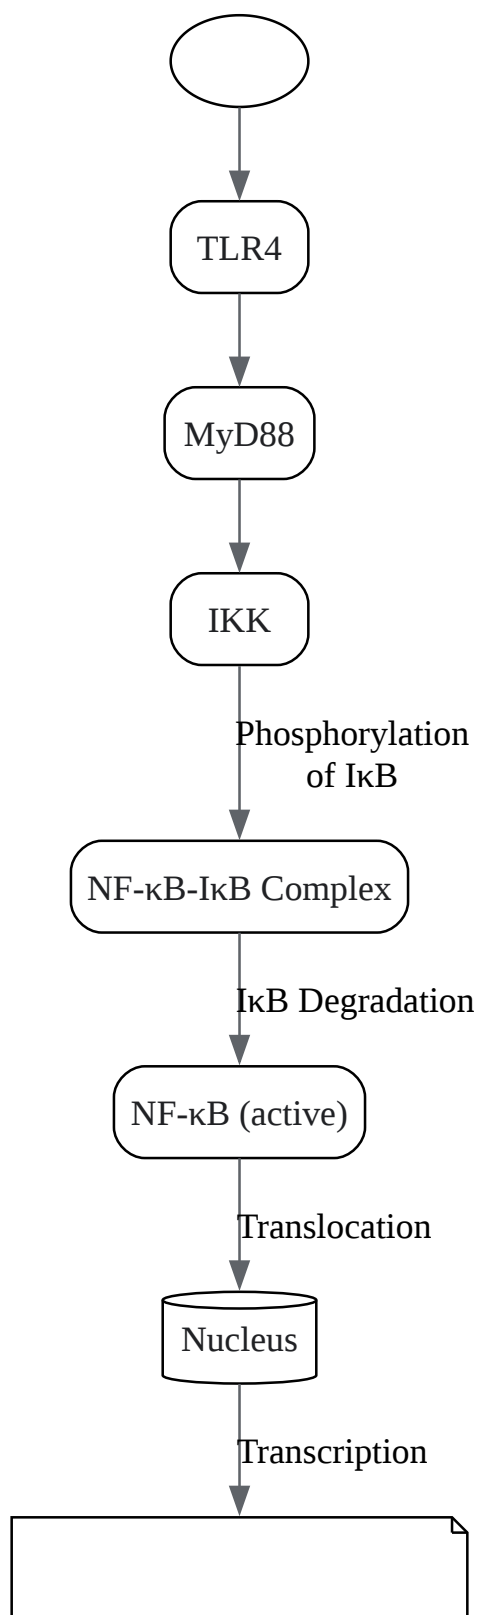 TLR4
MyD88
IKK
Phosphorylation
of IκB
NF-κB-IκB Complex
IκB Degradation
NF-κB (active)
Translocation
Nucleus
Transcription